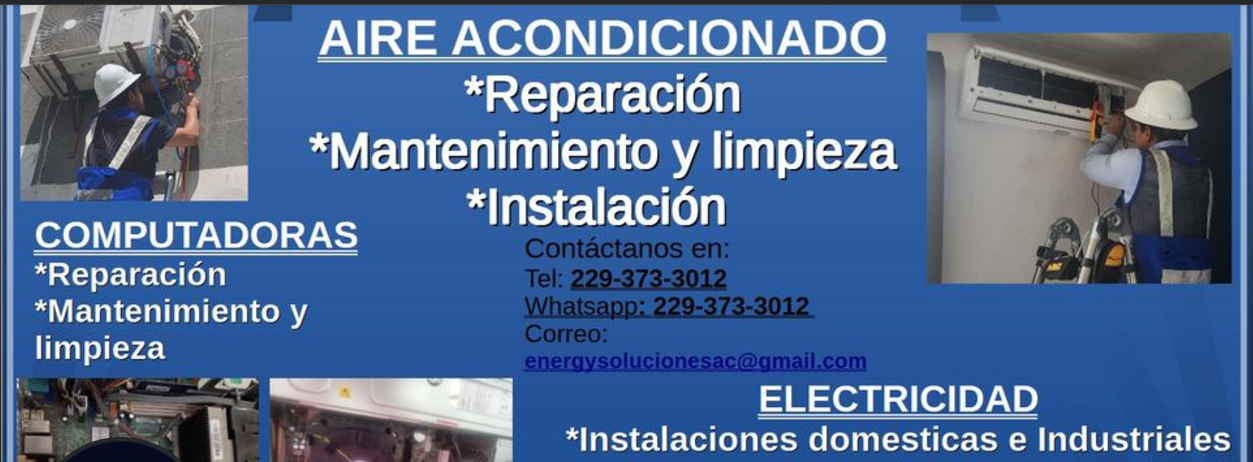 AIRE ACONDICIONADO
*Reparación
*Mantenimiento y limpieza
*Instalación
COMPUTADORAS
*Reparación
*Mantenimiento y
limpieza
Contáctanos en:
Tel: 229-373-3012
Whatsapp: 229-373-3012
Correo:
energysolucionesac@gmail.com
ELECTRICIDAD
*Instalaciones domesticas e Industriales